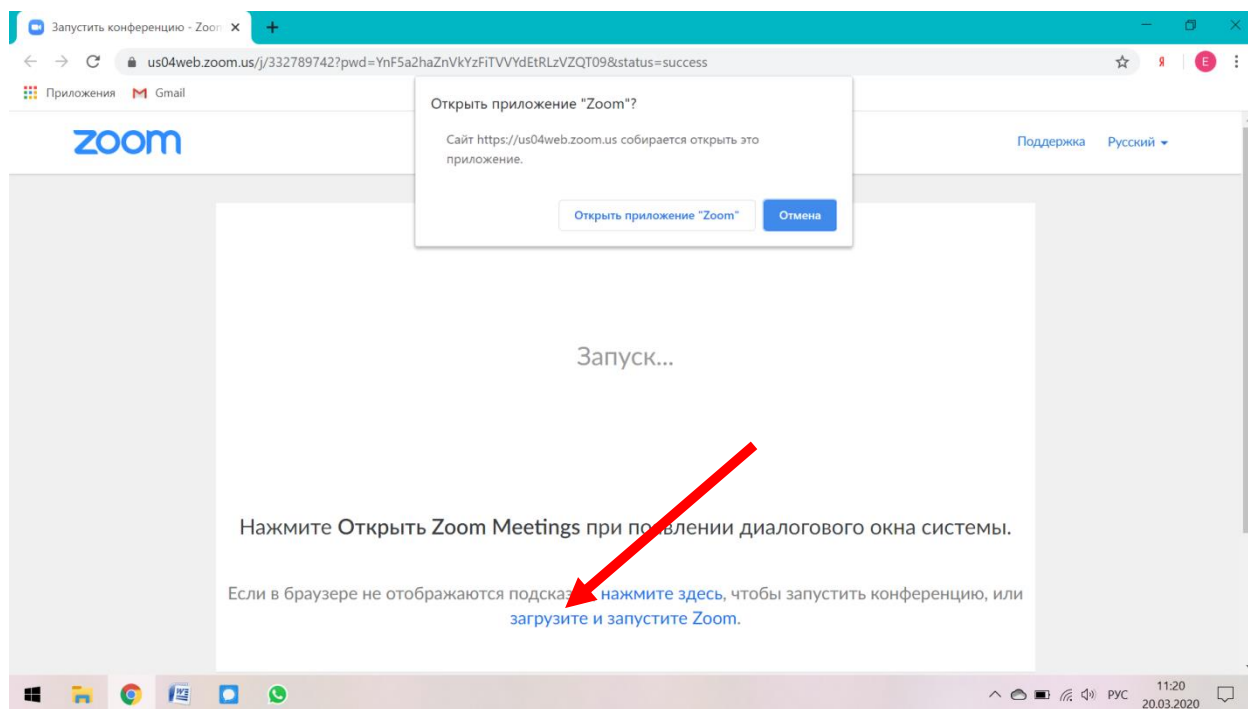 Запустить конференцию - Zoom
us04web.zoom.us/j/332789742?pwd=YnF5a2haZnVkYzFiTVVYdEtRLzVZQT09&status=success
Я
E
Приложения Gmail
Открыть приложение "Zoom"?
Сайт https://us04web.zoom.us собирается открыть это
приложение.
Открыть приложение "Zoom" Отмена
zoom
Поддержка Русский
Запуск...
Нажмите Открыть Zoom Meetings при появлении диалогового окна системы.
Если в браузере не отображаются подсказки, нажмите здесь, чтобы запустить конференцию, или
загрузите и запустите Zoom.
РУС 11:20
20.03.2020